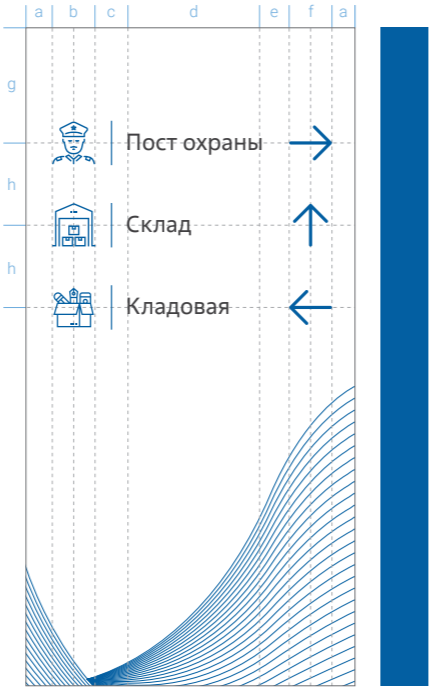 a b c d e f a
g
Пост охраны
h
Склад
h
Кладовая